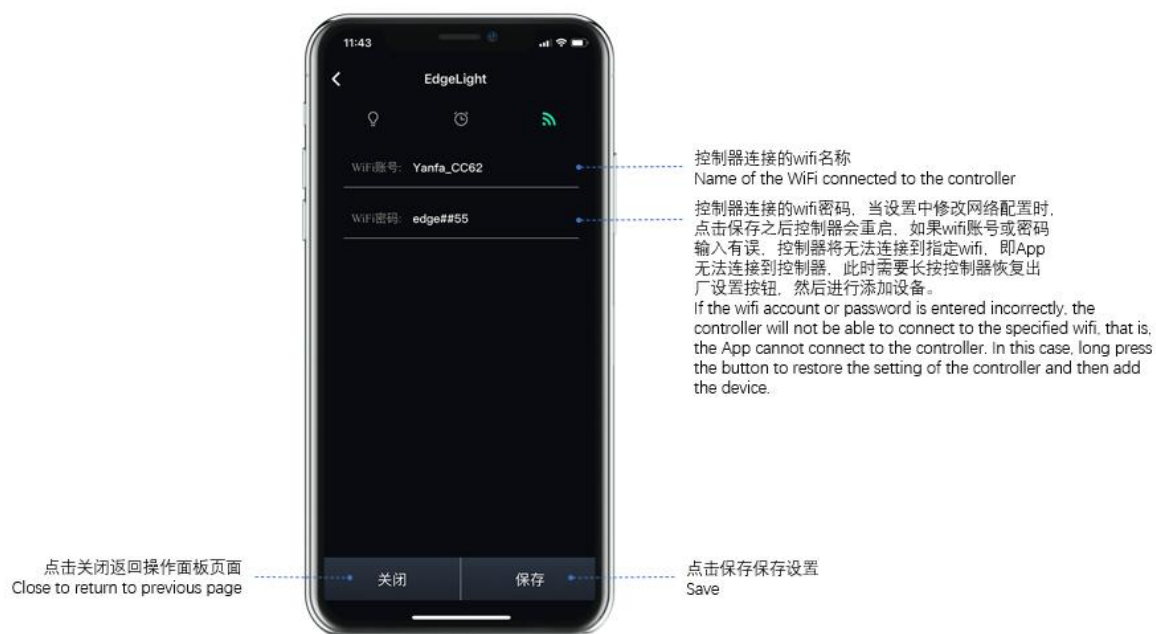 11:43
EdgeLight
WiFi账号: Yanfa_CC62
WiFi密码: edge##55
控制器连接的wifi名称
Name of the WiFi connected to the controller
控制器连接的wifi密码, 当设置中修改网络配置时,
点击保存之后控制器会重启, 如果wifi账号或密码
输入有误, 控制器将无法连接到指定wifi, 即App
无法连接到控制器, 此时需要长按控制器恢复出
厂设置按钮, 然后进行添加设备。
If the wifi account or password is entered incorrectly, the
controller will not be able to connect to the specified wifi, that is,
the App cannot connect to the controller. In this case, long press
the button to restore the setting of the controller and then add
the device.
点击关闭返回操作面板页面
Close to return to previous page
关闭
保存
点击保存保存设置
Save